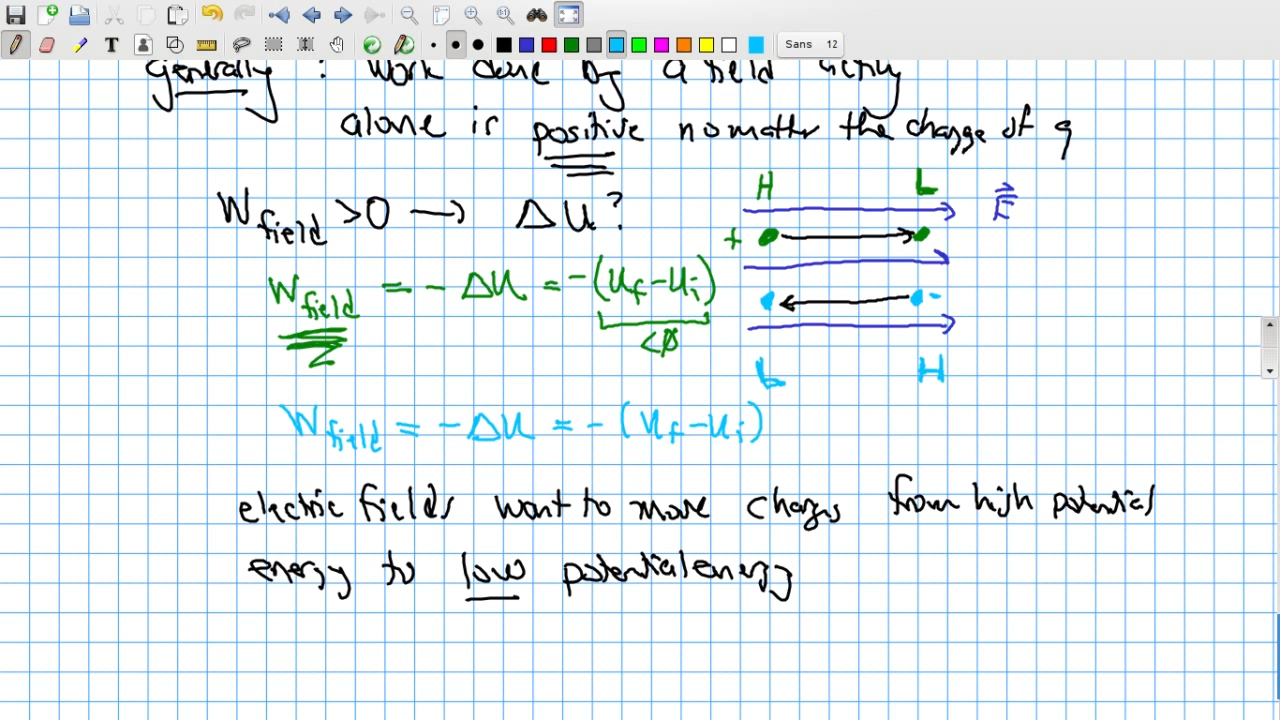 Sans 12
generally : Work done by a field acting
alone is positive no matter the charge of q
H L E
W field > 0 → ΔU?
+
W field = - ΔU = -(Uf - Ui)
-
< 0
L H
W field = - ΔU = - (Uf - Ui)
electric fields want to move charges from high potential
energy to low potential energy